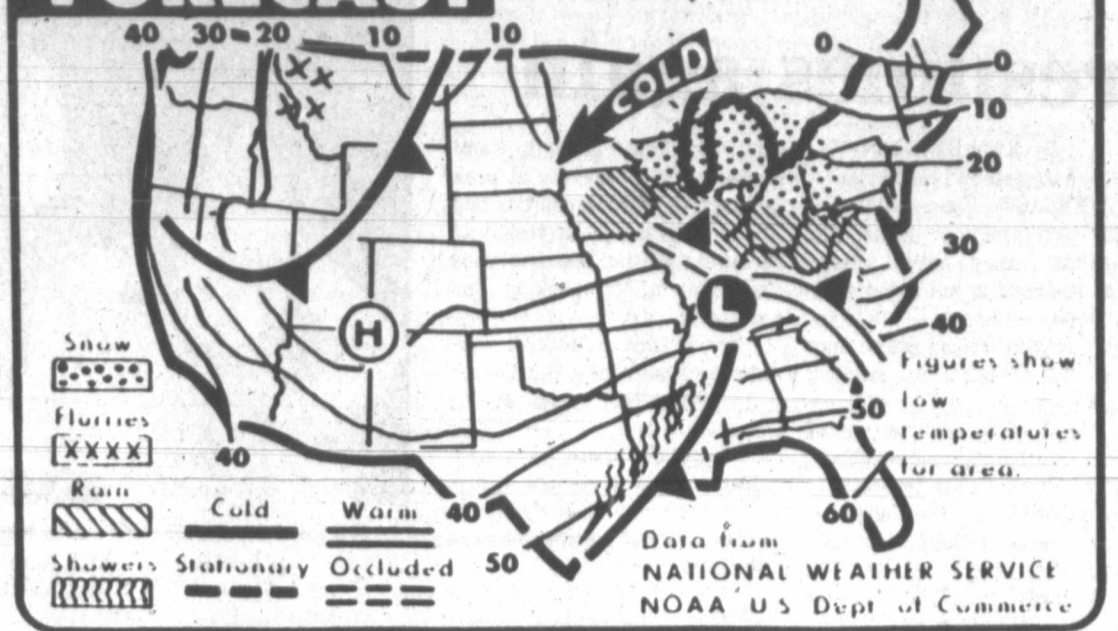 FORECAST
40 30 20 10 10
0
0
COLD
10
20
30
H
L
40
Snow
Figures show
50
low
Flurries
temperatures
XXXX
40
for area.
Rain
Cold
Warm
40
60
Showers
Stationary
Occluded
50
Data from
NATIONAL WEATHER SERVICE
NOAA U S Dept of Commerce